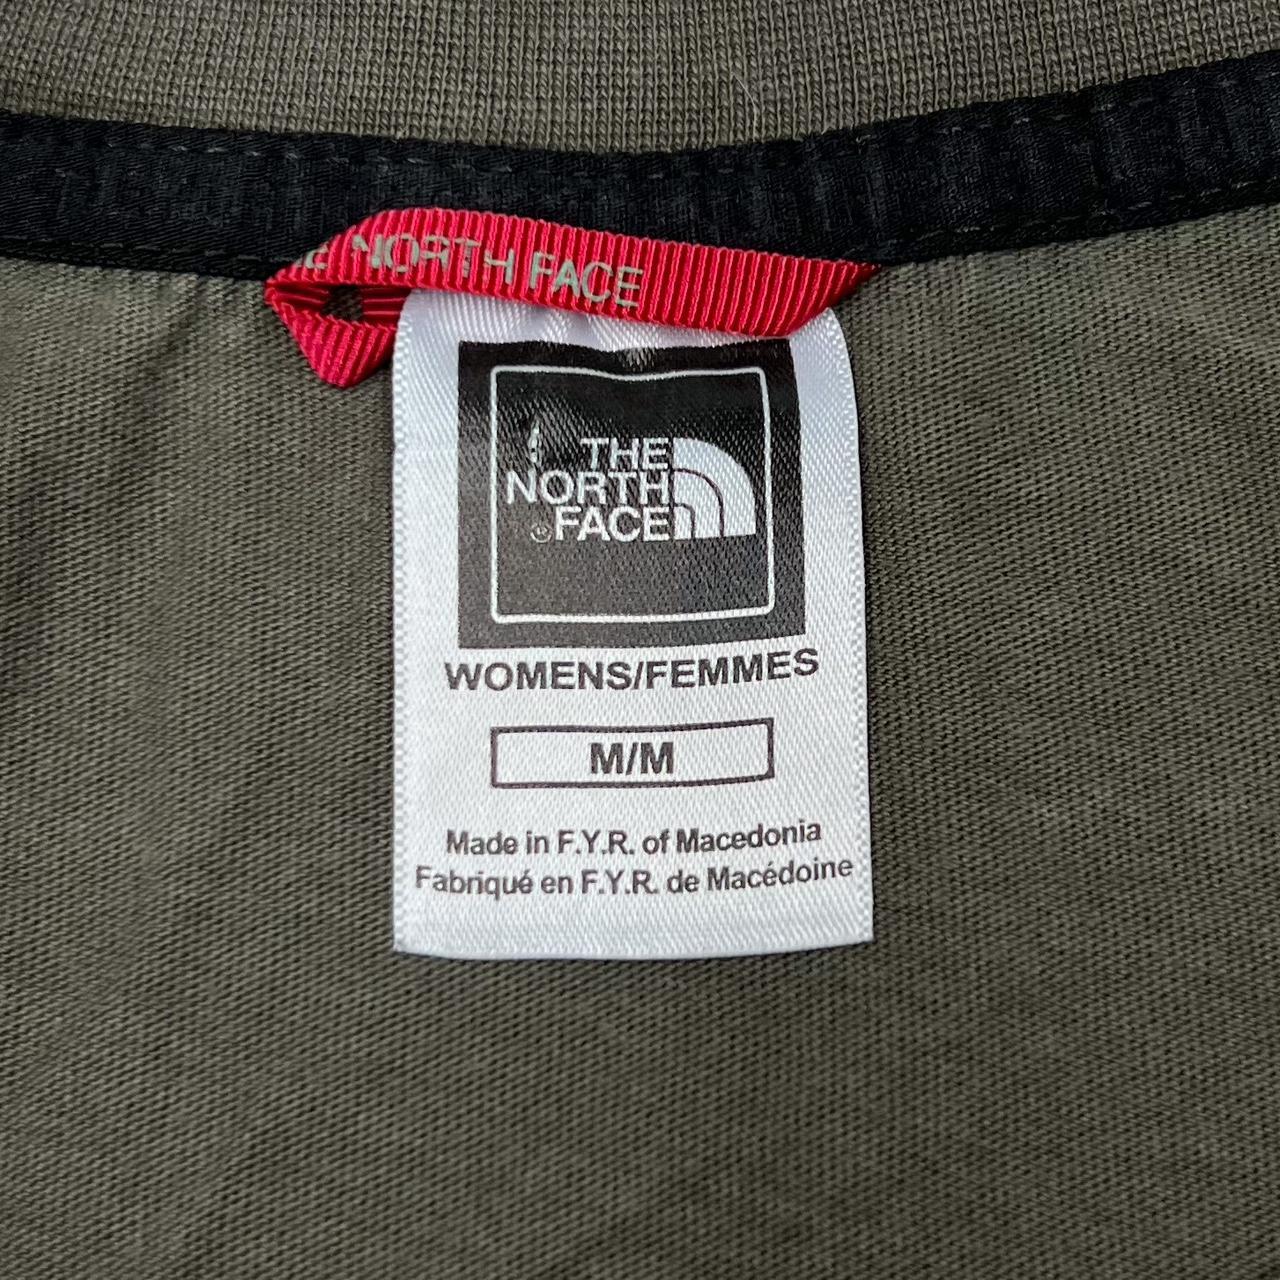 NORTH FACE
THE
NORTH
® FACE
WOMENS/FEMMES
M/M
Made in F.Y.R. of Macedonia
Fabriqué en F.Y.R. de Macédoine